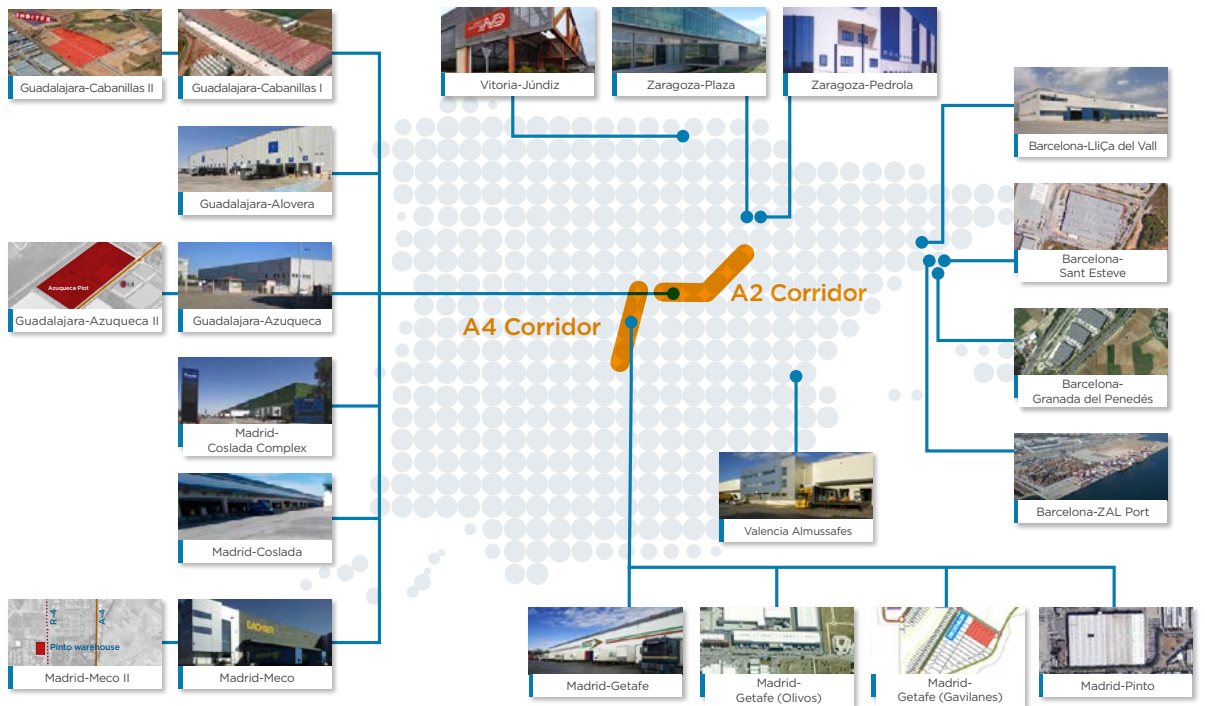 INDITEX
Guadalajara-Cabanillas II
Guadalajara-Cabanillas I
Vitoria-Júndiz
Zaragoza-Plaza
Zaragoza-Pedrola
Barcelona-LliÇa del Vall
Guadalajara-Alovera
Barcelona-
Sant Esteve
Azuqueca Plot
Guadalajara-Azuqueca II
Guadalajara-Azuqueca
A2 Corridor
A4 Corridor
Barcelona-
Granada del Penedés
Madrid-
Coslada Complex
Barcelona-ZAL Port
Valencia Almussafes
Madrid-Coslada
R-4
A-4
Pinto warehouse
DACHSER
Madrid-Meco II
Madrid-Meco
Madrid-Getafe
Madrid-
Getafe (Olivos)
Madrid-
Getafe (Gavilanes)
Madrid-Pinto